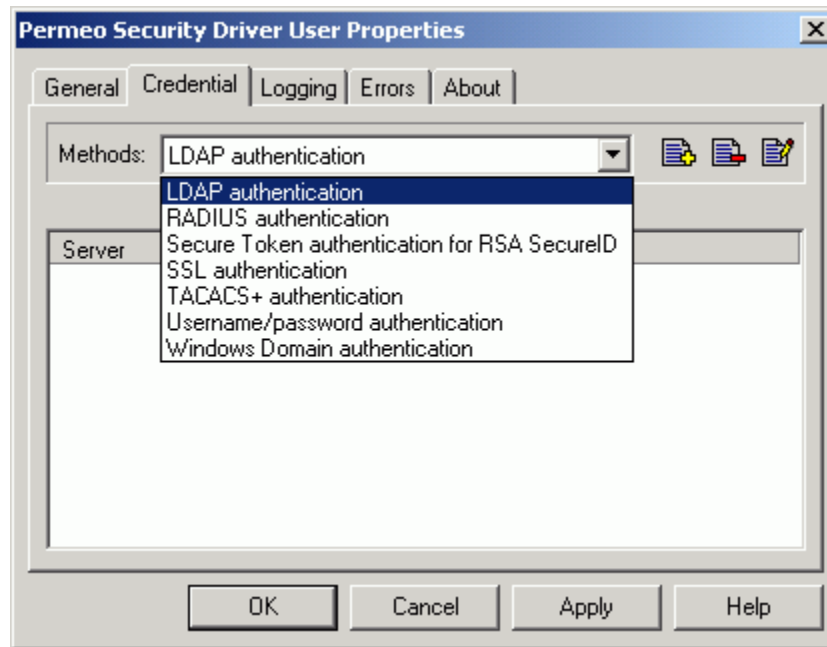 Permeo Security Driver User Properties
General Credential Logging Errors About
Methods: LDAP authentication
LDAP authentication
RADIUS authentication
Secure Token authentication for RSA SecureID
SSL authentication
TACACS+ authentication
Username/password authentication
Windows Domain authentication
Server
OK Cancel Apply Help